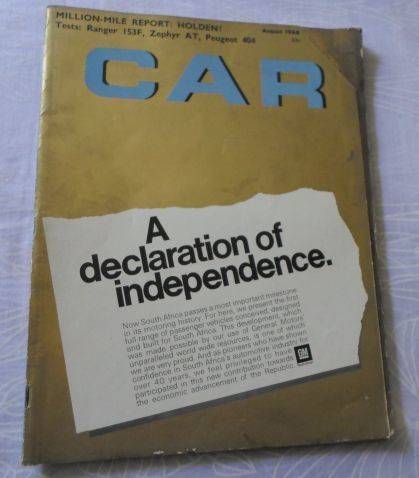 MILLION-MILE REPORT: HOLDEN!
Tests: Ranger 153F, Zephyr AT, Peugeot 404
August 1968
CAR
A
declaration of
independence.
Now South Africa passes a most important milestone
in its motoring history. For here, we present the first
full range of passenger vehicles conceived, designed
and built for South Africa. This development, which
was made possible by our use of General Motors
unparalleled world wide resources, is one of which
we are very proud. And as pioneers who have shown
confidence in South Africa's automotive industry for
over 40 years, we feel privileged to have
participated in this new contribution towards
the economic advancement of the Republic.
GM